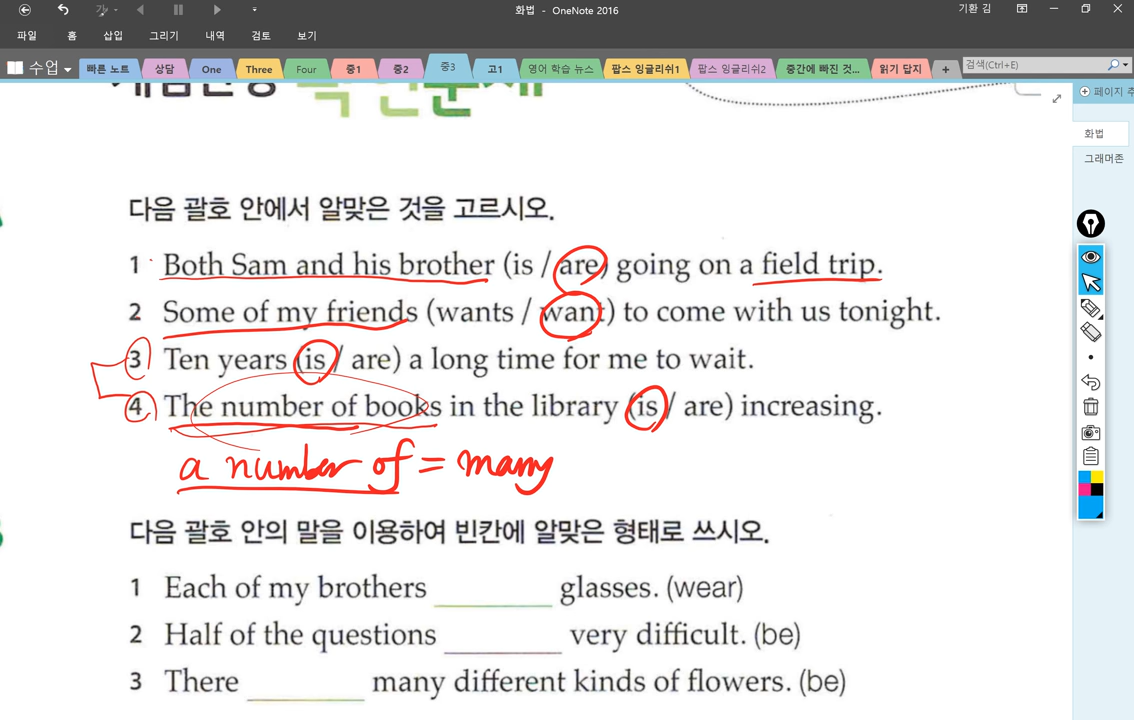 화법 - OneNote 2016
기환 김
파일 홈 삽입 그리기 내역 검토 보기
수업 빠른 노트 상담 One Three Four 중1 중2 중3 고1 영어 학습 뉴스 팝스 잉글리쉬1 팝스 잉글리쉬2 중간에 빠진 것... 읽기 답지 + 검색(Ctrl+E)
페이지 추
화법
그래머존
다음 괄호 안에서 알맞은 것을 고르시오.
1 Both Sam and his brother (is / are) going on a field trip.
2 Some of my friends (wants / want) to come with us tonight.
3 Ten years (is / are) a long time for me to wait.
4 The number of books in the library (is / are) increasing.
a number of = many
다음 괄호 안의 말을 이용하여 빈칸에 알맞은 형태로 쓰시오.
1 Each of my brothers ________ glasses. (wear)
2 Half of the questions ________ very difficult. (be)
3 There ________ many different kinds of flowers. (be)